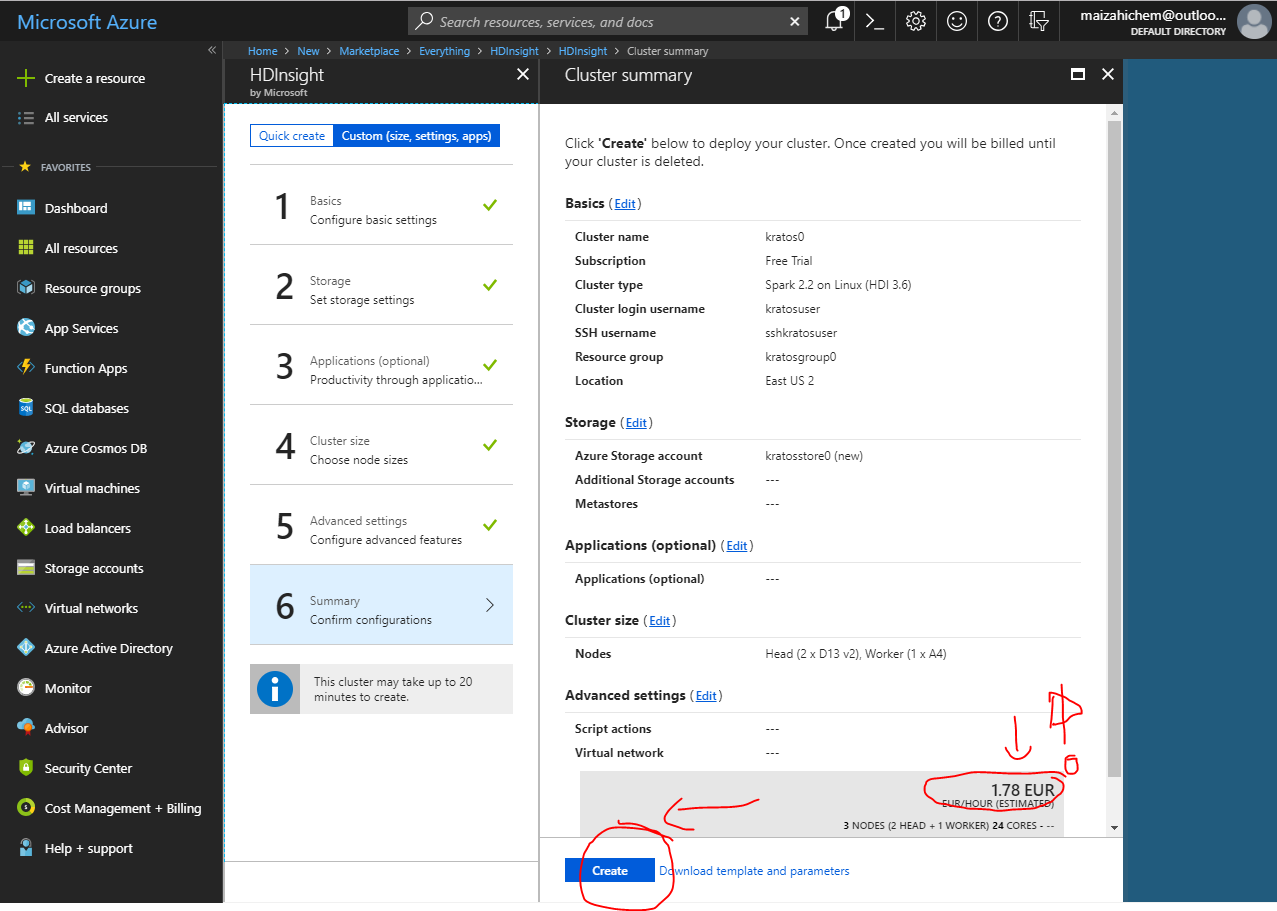 Microsoft Azure
Search resources, services, and docs
1
maizahichem@outloo...
DEFAULT DIRECTORY
Home > New > Marketplace > Everything > HDInsight > HDInsight > Cluster summary
Create a resource
All services
FAVORITES
Dashboard
All resources
Resource groups
App Services
Function Apps
SQL databases
Azure Cosmos DB
Virtual machines
Load balancers
Storage accounts
Virtual networks
Azure Active Directory
Monitor
Advisor
Security Center
Cost Management + Billing
Help + support
HDInsight
by Microsoft
Quick create Custom (size, settings, apps)
1 Basics
Configure basic settings
2 Storage
Set storage settings
3 Applications (optional)
Productivity through applicatio...
4 Cluster size
Choose node sizes
5 Advanced settings
Configure advanced features
6 Summary
Confirm configurations
This cluster may take up to 20
minutes to create.
Cluster summary
Click 'Create' below to deploy your cluster. Once created you will be billed until
your cluster is deleted.
Basics (Edit)
Cluster name kratos0
Subscription Free Trial
Cluster type Spark 2.2 on Linux (HDI 3.6)
Cluster login username kratosuser
SSH username sshkratosuser
Resource group kratosgroup0
Location East US 2
Storage (Edit)
Azure Storage account kratosstore0 (new)
Additional Storage accounts ---
Metastores ---
Applications (optional) (Edit)
Applications (optional) ---
Cluster size (Edit)
Nodes Head (2 x D13 v2), Worker (1 x A4)
Advanced settings (Edit)
Script actions ---
Virtual network ---
1.78 EUR
EUR/HOUR (ESTIMATED)
3 NODES (2 HEAD + 1 WORKER) 24 CORES - --
Create Download template and parameters